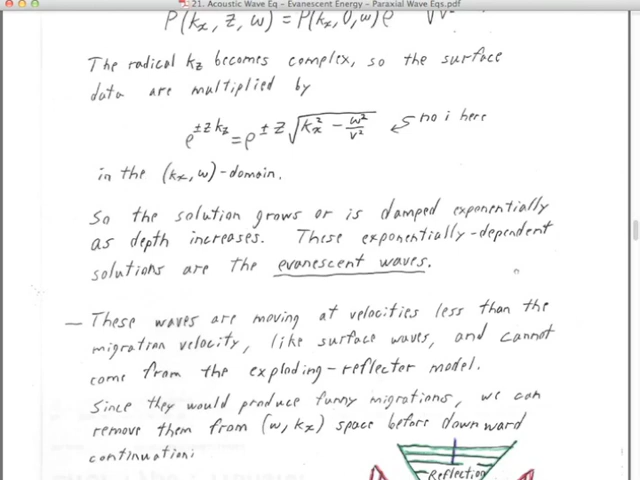 21. Acoustic Wave Eq - Evanescent Energy - Paraxial Wave Eqs.pdf
P(kx, z, ω) = P(kx, 0, ω) e
The radical kz becomes complex, so the surface
data are multiplied by
e^{±z kz} = e^{±z √(kx² − ω²/v²)} no i here
in the (kx, ω)-domain.
So the solution grows or is damped exponentially
as depth increases. These exponentially-dependent
solutions are the evanescent waves.
— These waves are moving at velocities less than the
migration velocity, like surface waves, and cannot
come from the exploding-reflector model.
Since they would produce funny migrations, we can
remove them from (ω, kx) space before downward
continuation:
Reflection